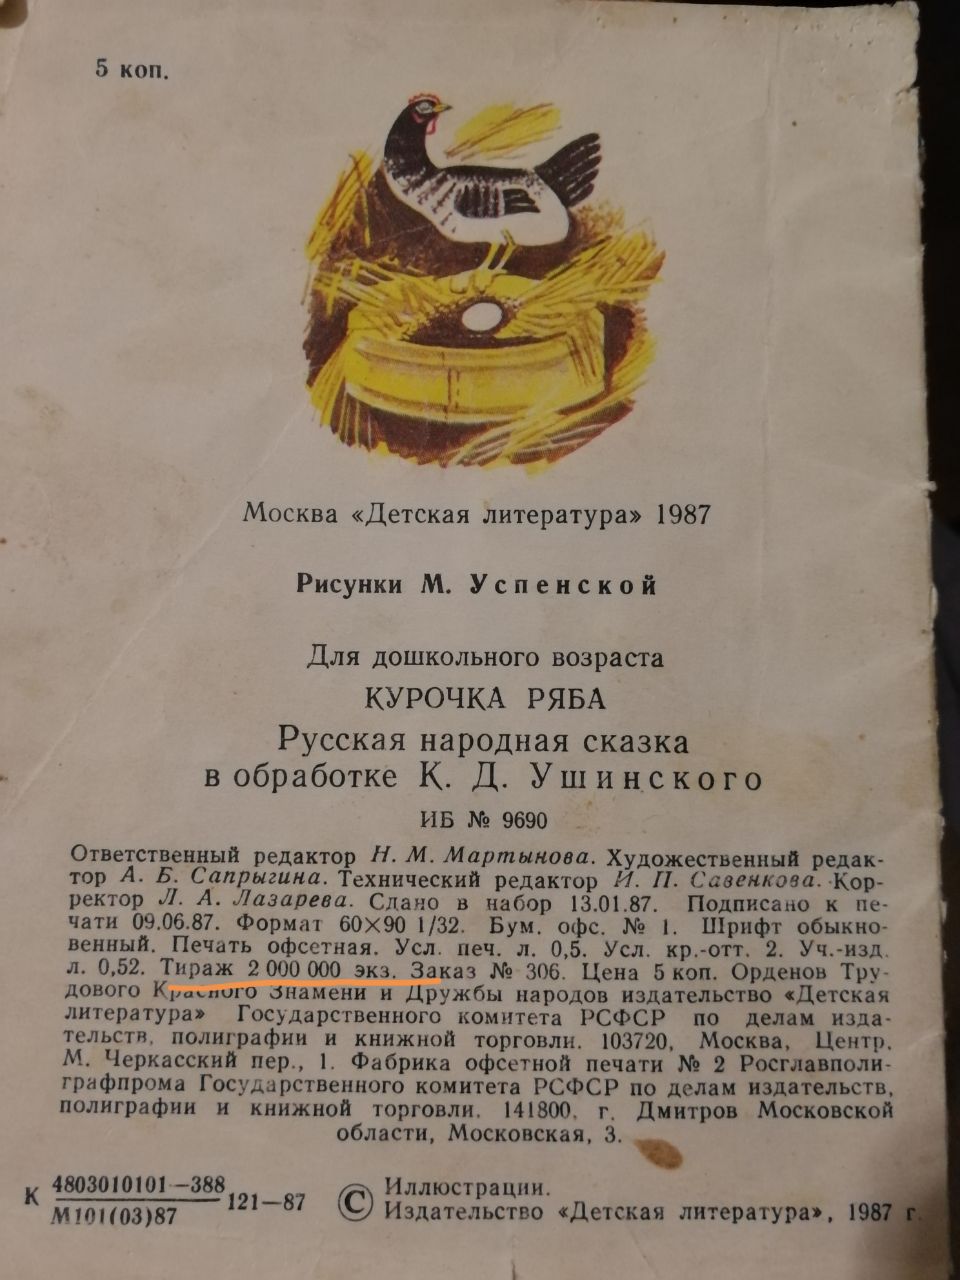 5 коп.
Москва «Детская литература» 1987
Рисунки М. Успенской
Для дошкольного возраста
КУРОЧКА РЯБА
Русская народная сказка
в обработке К. Д. Ушинского
ИБ № 9690
Ответственный редактор Н. М. Мартынова. Художественный редак-
тор А. Б. Сапрыгина. Технический редактор И. П. Савенкова. Кор-
ректор Л. А. Лазарева. Сдано в набор 13.01.87. Подписано к пе-
чати 09.06.87. Формат 60×90 1/32. Бум. офс. № 1. Шрифт обыкно-
венный. Печать офсетная. Усл. печ. л. 0,5. Усл. кр.-отт. 2. Уч.-изд.
л. 0,52. Тираж 2 000 000 экз. Заказ № 306. Цена 5 коп. Орденов Тру-
дового Красного Знамени и Дружбы народов издательство «Детская
литература» Государственного комитета РСФСР по делам изда-
тельств, полиграфии и книжной торговли. 103720, Москва, Центр,
М. Черкасский пер., 1. Фабрика офсетной печати № 2 Росглавполи-
графпрома Государственного комитета РСФСР по делам издательств,
полиграфии и книжной торговли. 141800, г. Дмитров Московской
области, Московская, 3.
К 4803010101—388 121—87
М101(03)87
© Иллюстрации.
Издательство «Детская литература», 1987 г.